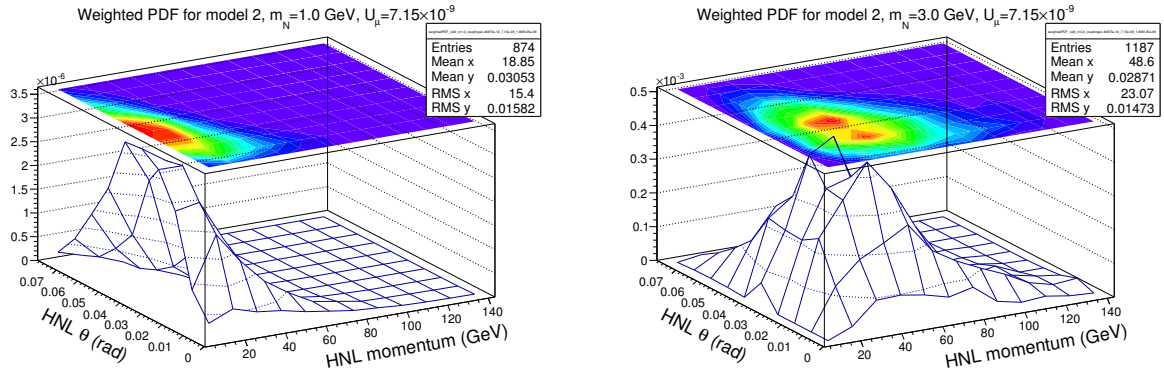 Weighted PDF for model 2, m_N=1.0 GeV, U_μ=7.15×10^-9
Entries 874
Mean x 18.85
Mean y 0.03053
RMS x 15.4
RMS y 0.01582
×10^-6
3.5
3
2.5
2
1.5
1
0.5
0
0.07
0.06
0.05
0.04
0.03
0.02
0.01
0
HNL θ (rad)
20 40 60 80 100 120 140
HNL momentum (GeV)
Weighted PDF for model 2, m_N=3.0 GeV, U_μ=7.15×10^-9
Entries 1187
Mean x 48.6
Mean y 0.02871
RMS x 23.07
RMS y 0.01473
×10^-3
0.5
0.4
0.3
0.2
0.1
0
0.07
0.06
0.05
0.04
0.03
0.02
0.01
0
HNL θ (rad)
20 40 60 80 100 120 140
HNL momentum (GeV)